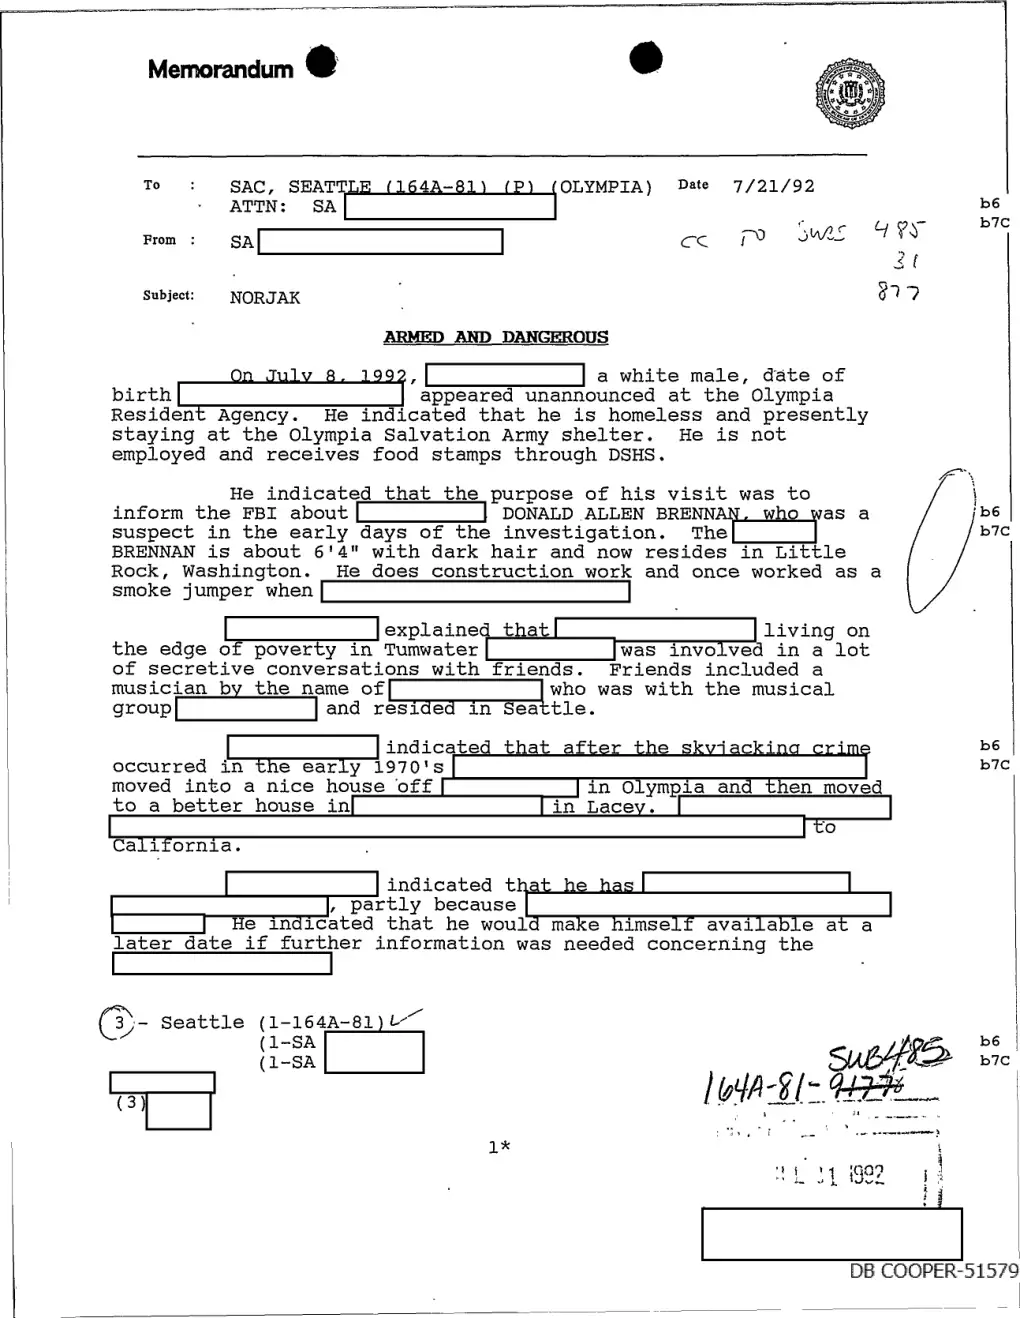 Memorandum
To : SAC, SEATTLE (164A-81) (P) (OLYMPIA) Date 7/21/92
ATTN: SA
b6
b7C
From : SA
cc to subs 485
31
877
Subject: NORJAK
ARMED AND DANGEROUS
On July 8, 1992, a white male, date of
birth appeared unannounced at the Olympia
Resident Agency. He indicated that he is homeless and presently
staying at the Olympia Salvation Army shelter. He is not
employed and receives food stamps through DSHS.
He indicated that the purpose of his visit was to
inform the FBI about DONALD ALLEN BRENNAN, who was a
suspect in the early days of the investigation. The
BRENNAN is about 6'4" with dark hair and now resides in Little
Rock, Washington. He does construction work and once worked as a
smoke jumper when
b6
b7C
explained that living on
the edge of poverty in Tumwater was involved in a lot
of secretive conversations with friends. Friends included a
musician by the name of who was with the musical
group and resided in Seattle.
indicated that after the skyjacking crime
occurred in the early 1970's
moved into a nice house off in Olympia and then moved
to a better house in in Lacey.
to
California.
b6
b7C
indicated that he has
, partly because
He indicated that he would make himself available at a
later date if further information was needed concerning the
3 - Seattle (1-164A-81)
(1-SA
(1-SA
(3)
b6
b7C
SUB 485
164A-81-
1*
1992
DB COOPER-51579